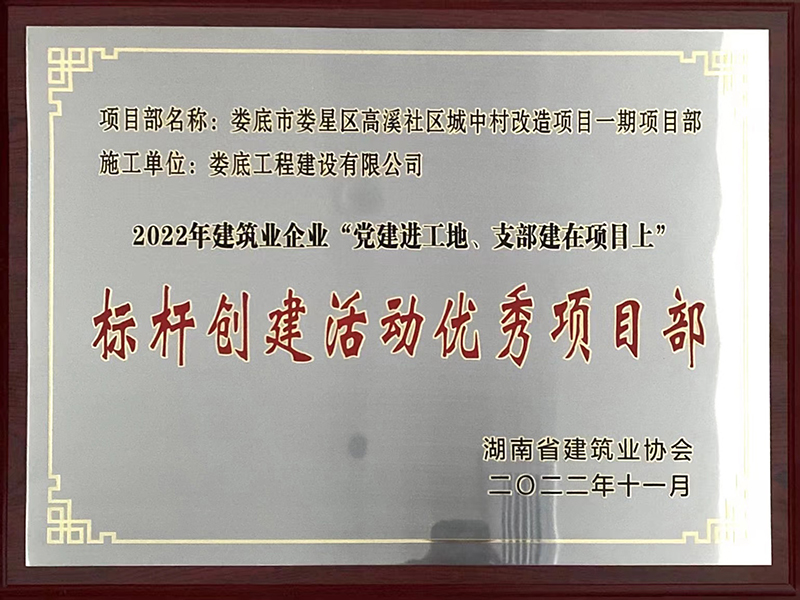 项目部名称：娄底市娄星区高溪社区城中村改造项目一期项目部
施工单位：娄底工程建设有限公司
2022年建筑业企业“党建进工地、支部建在项目上”
标杆创建活动优秀项目部
湖南省建筑业协会
二〇二二年十一月